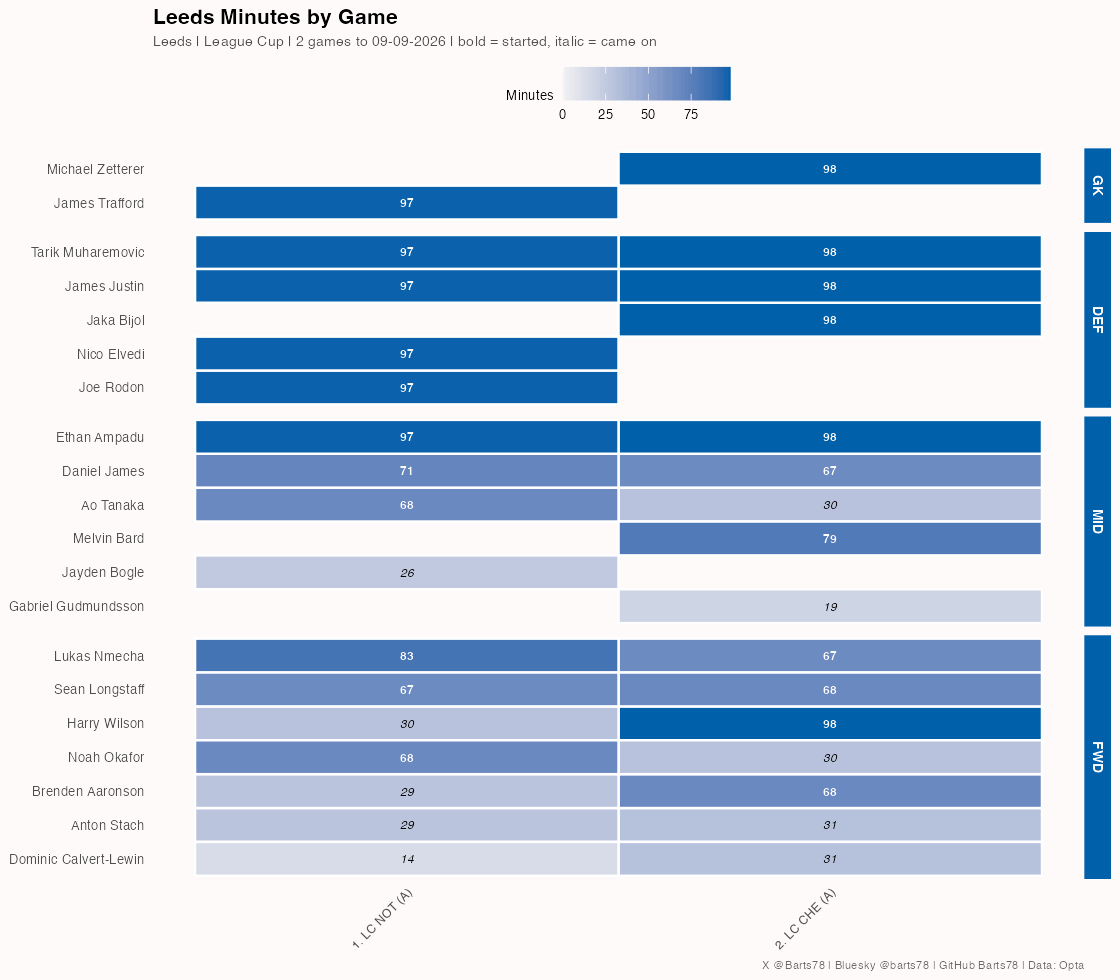 Leeds Minutes by Game
Leeds | League Cup | 2 games to 09-09-2026 | bold = started, italic = came on
Minutes
0 25 50 75
Michael Zetterer 98
James Trafford 97
GK
Tarik Muharemovic 97 98
James Justin 97 98
Jaka Bijol 98
Nico Elvedi 97
Joe Rodon 97
DEF
Ethan Ampadu 97 98
Daniel James 71 67
Ao Tanaka 68 30
Melvin Bard 79
Jayden Bogle 26
Gabriel Gudmundsson 19
MID
Lukas Nmecha 83 67
Sean Longstaff 67 68
Harry Wilson 30 98
Noah Okafor 68 30
Brenden Aaronson 29 68
Anton Stach 29 31
Dominic Calvert-Lewin 14 31
FWD
1. LC NOT (A) 2. LC CHE (A)
X @Barts78 | Bluesky @barts78 | GitHub Barts78 | Data: Opta